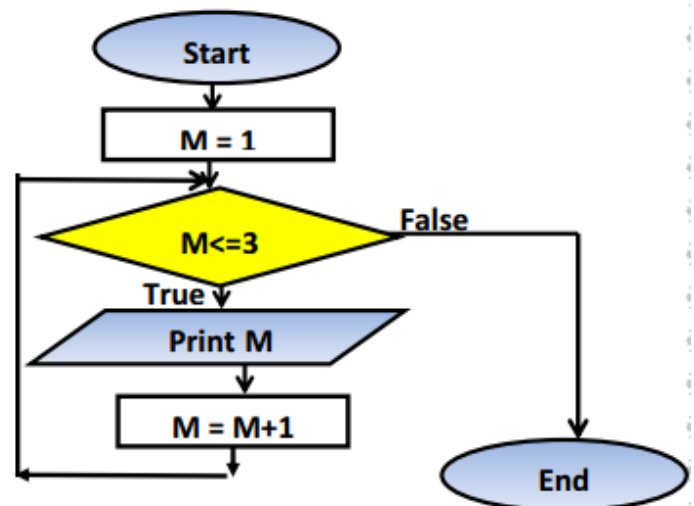 Start
M = 1
M<=3
False
True
Print M
M = M+1
End